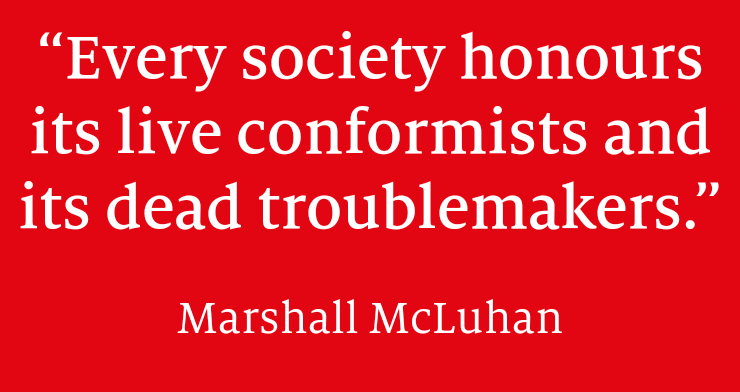 “Every society honours
its live conformists and
its dead troublemakers.”
Marshall McLuhan